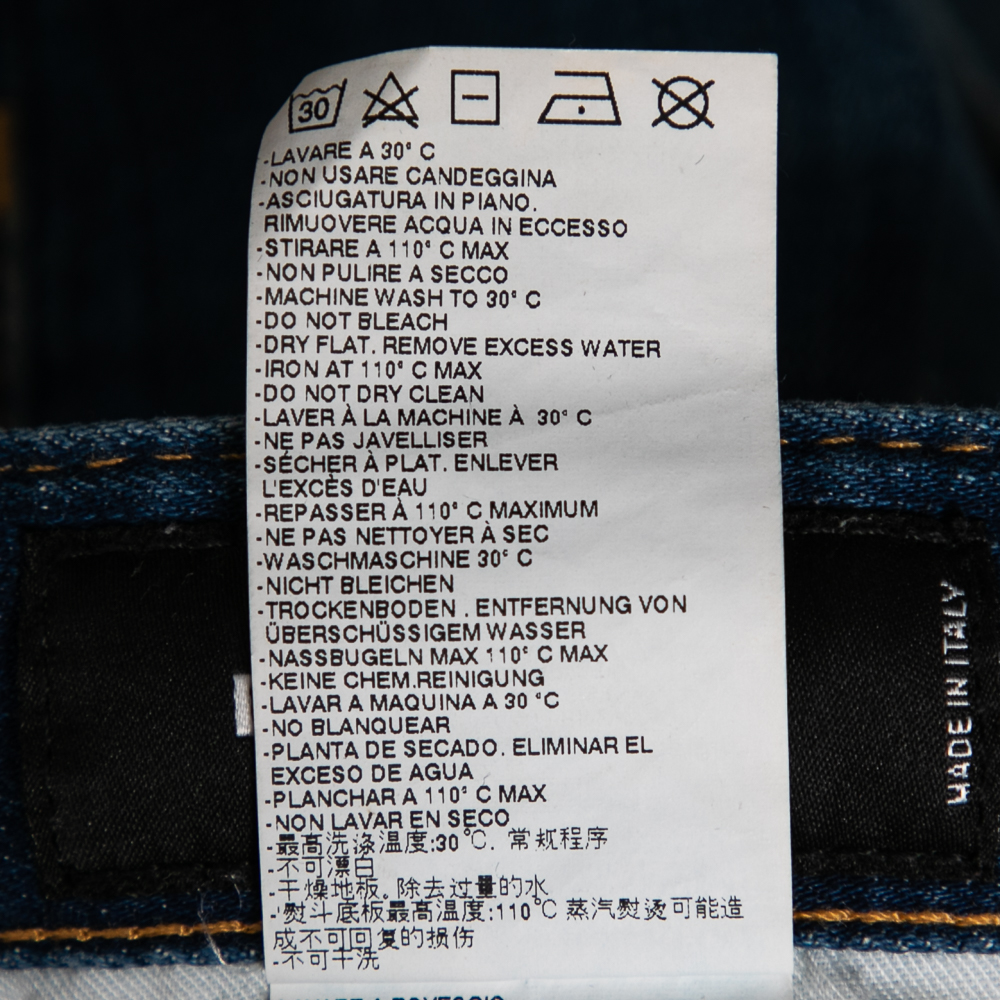 30
-LAVARE A 30° C
-NON USARE CANDEGGINA
-ASCIUGATURA IN PIANO.
RIMUOVERE ACQUA IN ECCESSO
-STIRARE A 110° C MAX
-NON PULIRE A SECCO
-MACHINE WASH TO 30° C
-DO NOT BLEACH
-DRY FLAT. REMOVE EXCESS WATER
-IRON AT 110° C MAX
-DO NOT DRY CLEAN
-LAVER À LA MACHINE À 30° C
-NE PAS JAVELLISER
-SÉCHER À PLAT. ENLEVER
L'EXCÈS D'EAU
-REPASSER À 110° C MAXIMUM
-NE PAS NETTOYER À SEC
-WASCHMASCHINE 30° C
-NICHT BLEICHEN
-TROCKENBODEN . ENTFERNUNG VON
ÜBERSCHÜSSIGEM WASSER
-NASSBUGELN MAX 110° C MAX
-KEINE CHEM.REINIGUNG
-LAVAR A MAQUINA A 30 °C
-NO BLANQUEAR
-PLANTA DE SECADO. ELIMINAR EL
EXCESO DE AGUA
-PLANCHAR A 110° C MAX
-NON LAVAR EN SECO
-最高洗涤温度:30℃. 常规程序
-不可漂白
-干燥地板。除去过量的水
-熨斗底板最高温度:110℃ 蒸汽熨烫可能造
成不可回复的损伤
-不可干洗
MADE IN ITALY